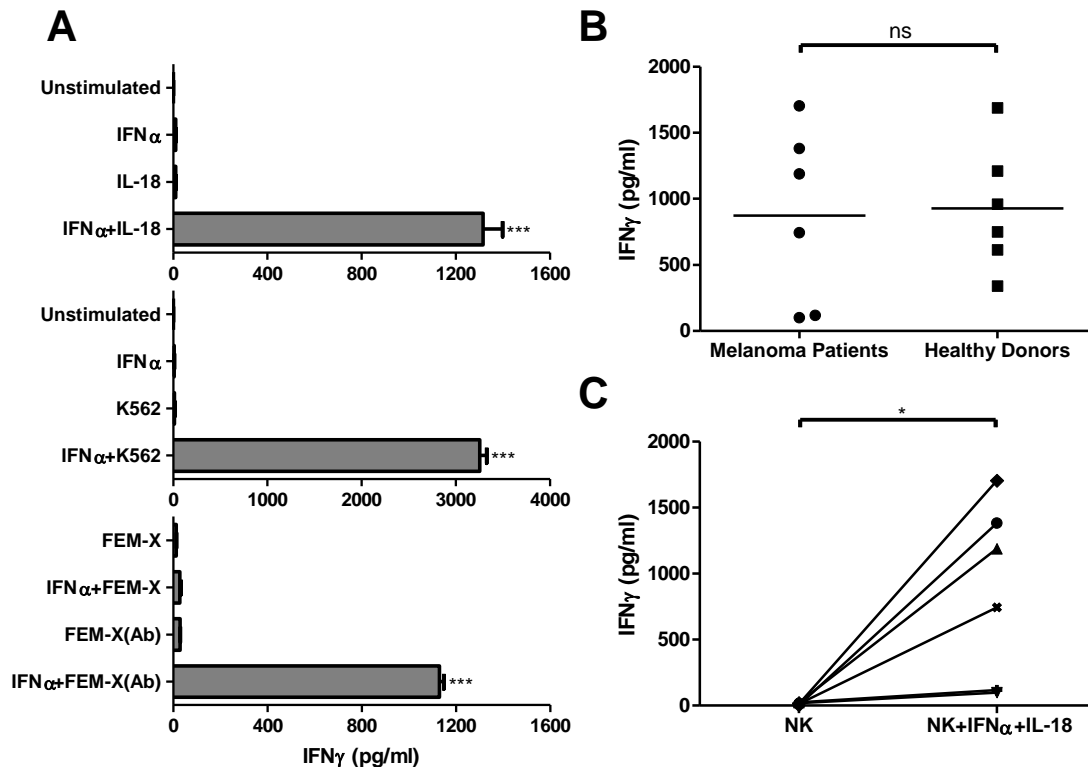 A
Unstimulated
IFNα
IL-18
IFNα+IL-18
***
0 400 800 1200 1600
Unstimulated
IFNα
K562
IFNα+K562
***
0 1000 2000 3000 4000
FEM-X
IFNα+FEM-X
FEM-X(Ab)
IFNα+FEM-X(Ab)
***
0 400 800 1200 1600
IFNγ (pg/ml)
B
ns
2000
1500
1000
500
0
IFNγ (pg/ml)
Melanoma Patients Healthy Donors
C
*
2000
1500
1000
500
0
IFNγ (pg/ml)
NK NK+IFNα+IL-18